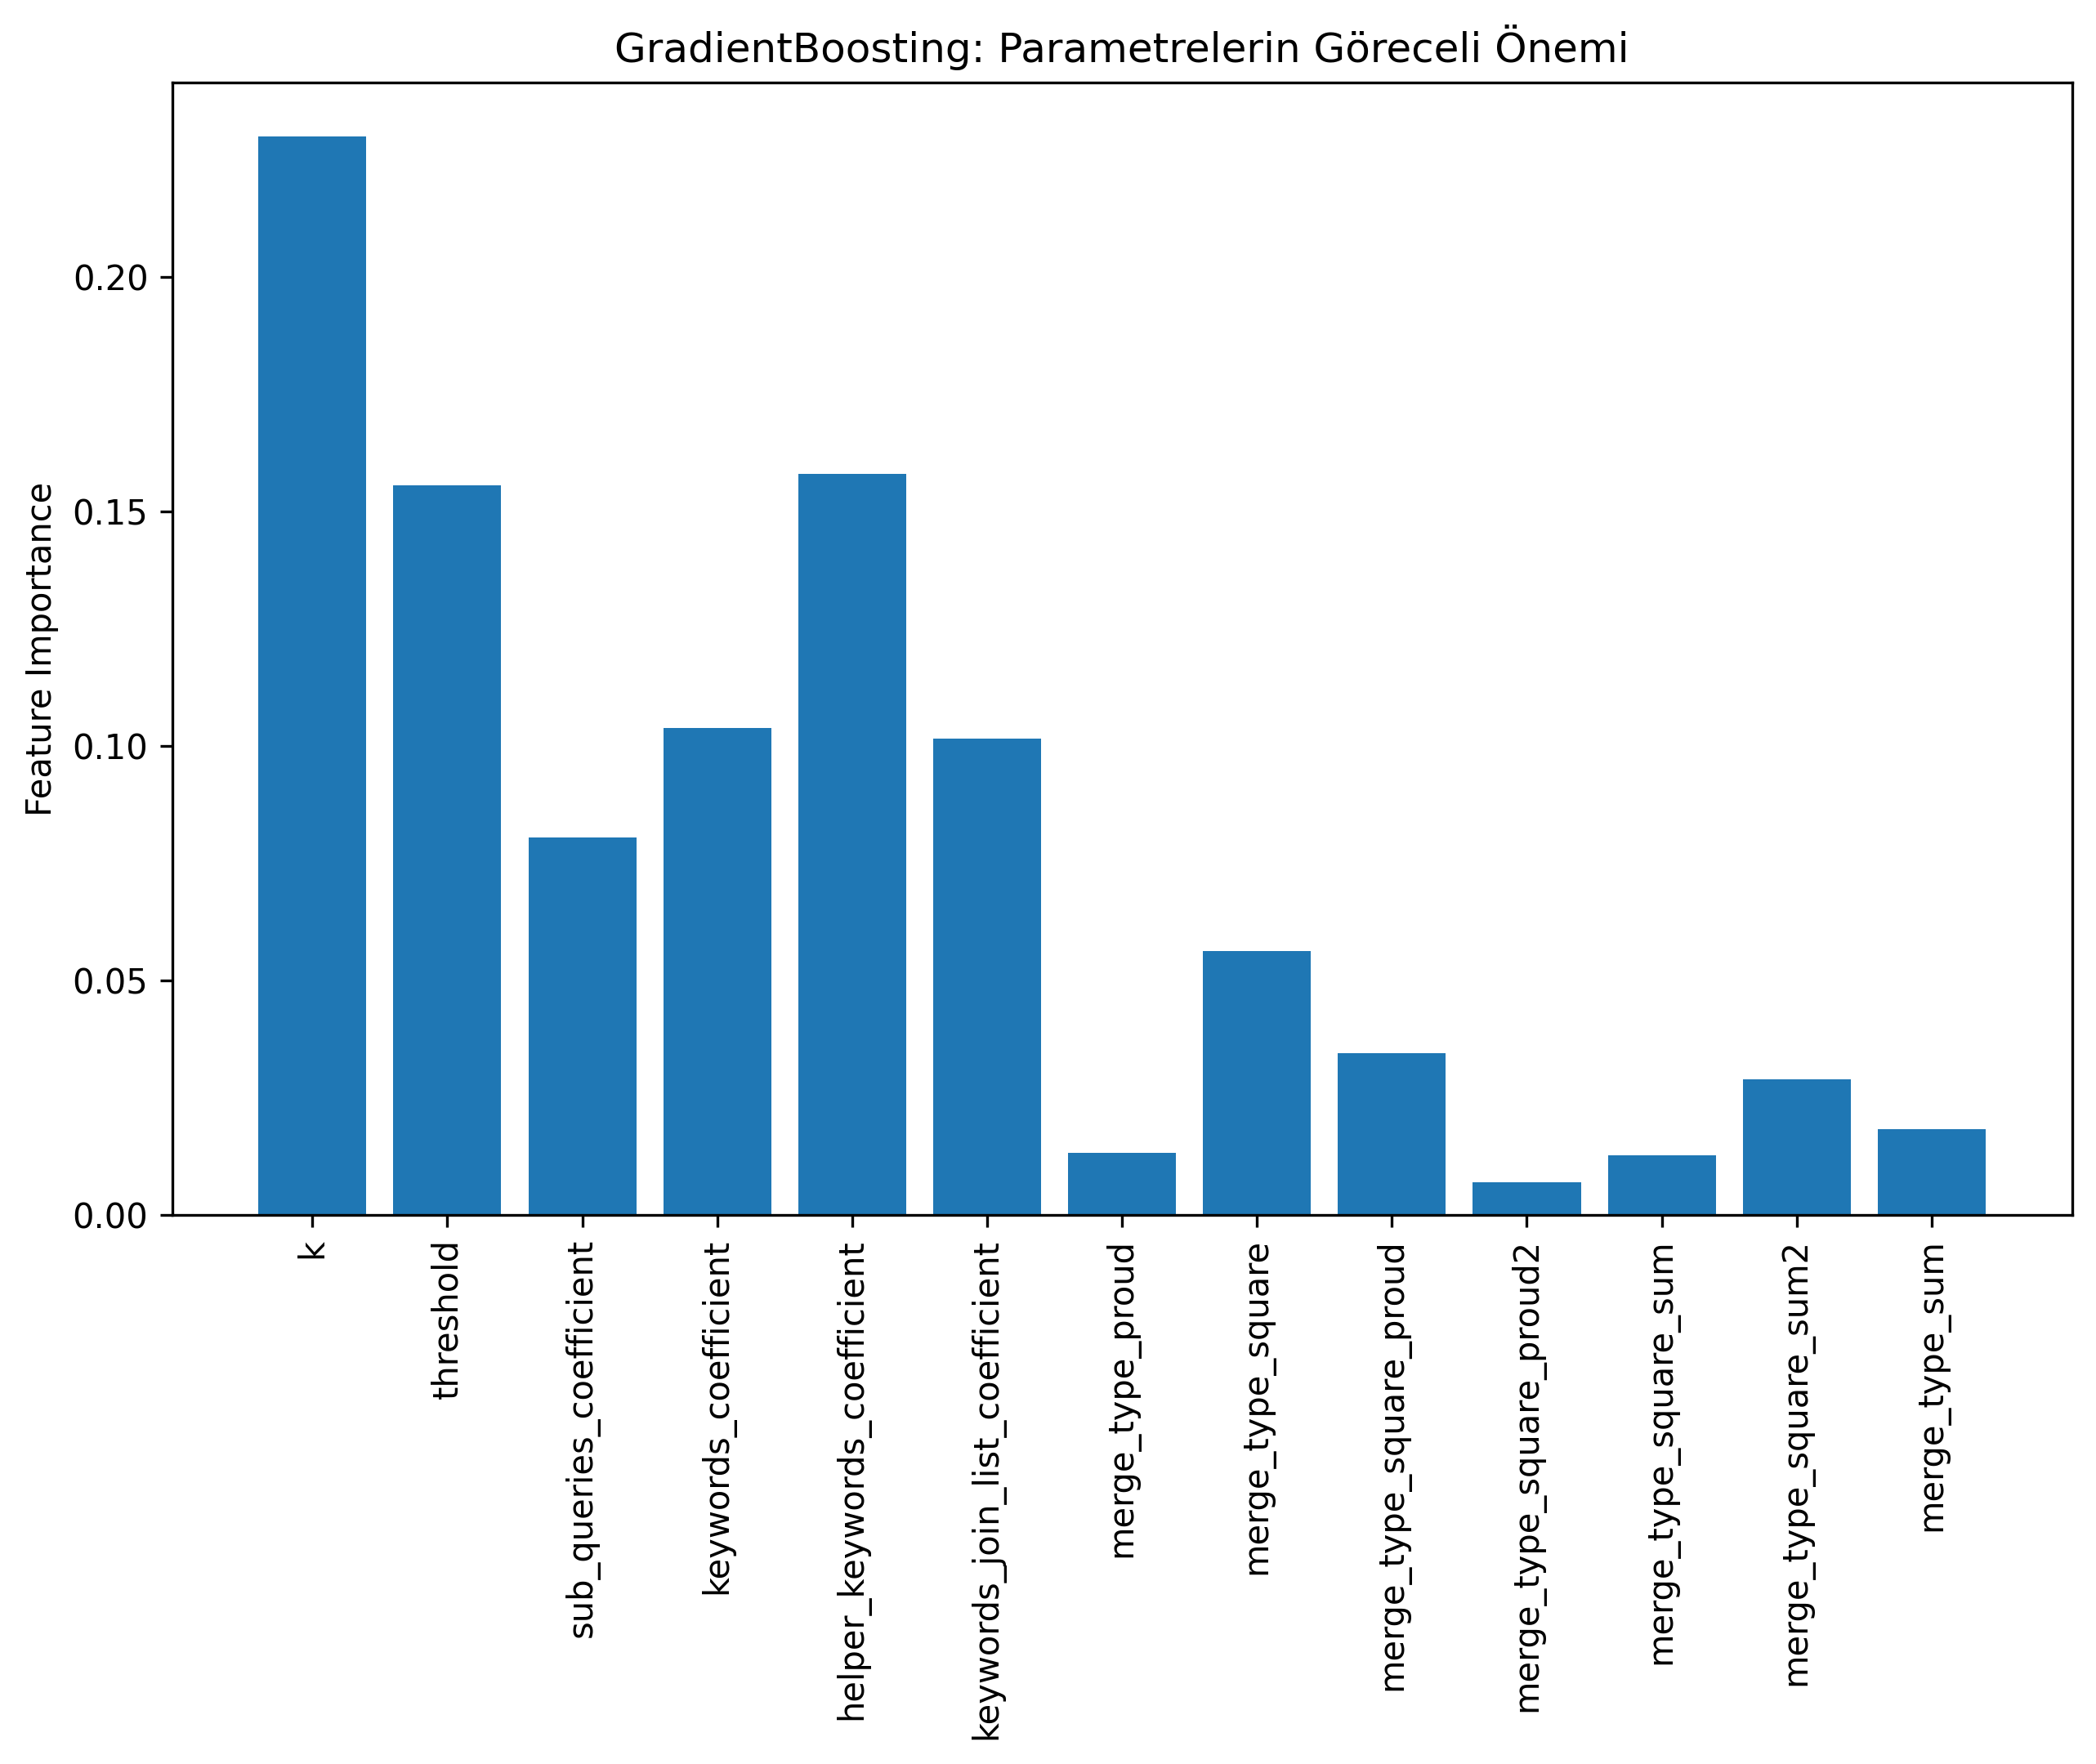 GradientBoosting: Parametrelerin Göreceli Önemi
Feature Importance
0.20
0.15
0.10
0.05
0.00
k
threshold
sub_queries_coefficient
keywords_coefficient
helper_keywords_coefficient
keywords_join_list_coefficient
merge_type_proud
merge_type_square
merge_type_square_proud
merge_type_square_proud2
merge_type_square_sum
merge_type_square_sum2
merge_type_sum